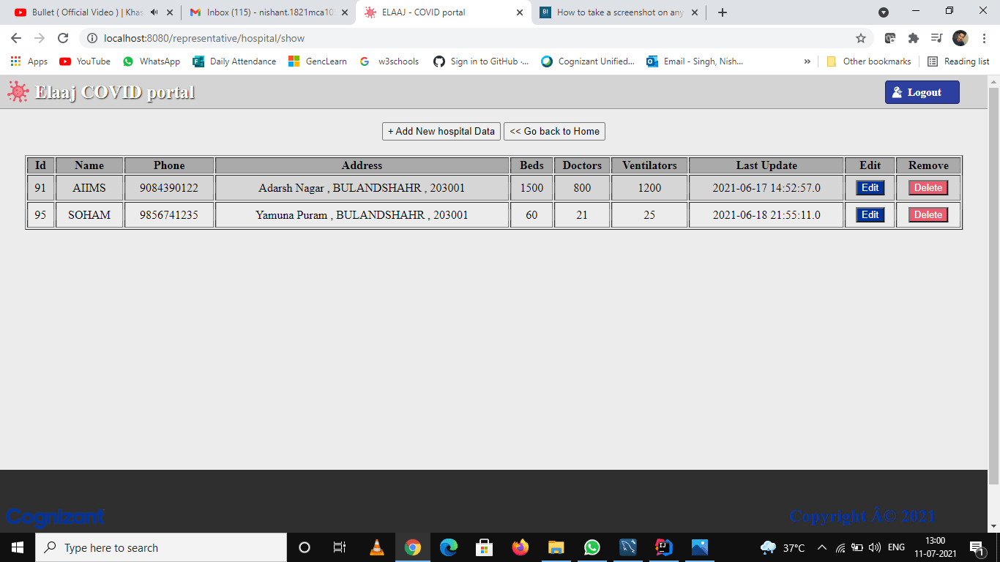 Bullet ( Official Video ) | Khas
Inbox (115) - nishant.1821mca10
ELAAJ - COVID portal
BI How to take a screenshot on any
localhost:8080/representative/hospital/show
Apps YouTube WhatsApp Daily Attendance GencLearn w3schools Sign in to GitHub ·... Cognizant Unified... Email - Singh, Nish... » Other bookmarks Reading list
Elaaj COVID portal Logout
+ Add New hospital Data << Go back to Home
Id Name Phone Address Beds Doctors Ventilators Last Update Edit Remove
91 AIIMS 9084390122 Adarsh Nagar , BULANDSHAHR , 203001 1500 800 1200 2021-06-17 14:52:57.0 Edit Delete
95 SOHAM 9856741235 Yamuna Puram , BULANDSHAHR , 203001 60 21 25 2021-06-18 21:55:11.0 Edit Delete
Cognizant Copyright Â© 2021
Type here to search 37°C ENG 13:00
11-07-2021 1